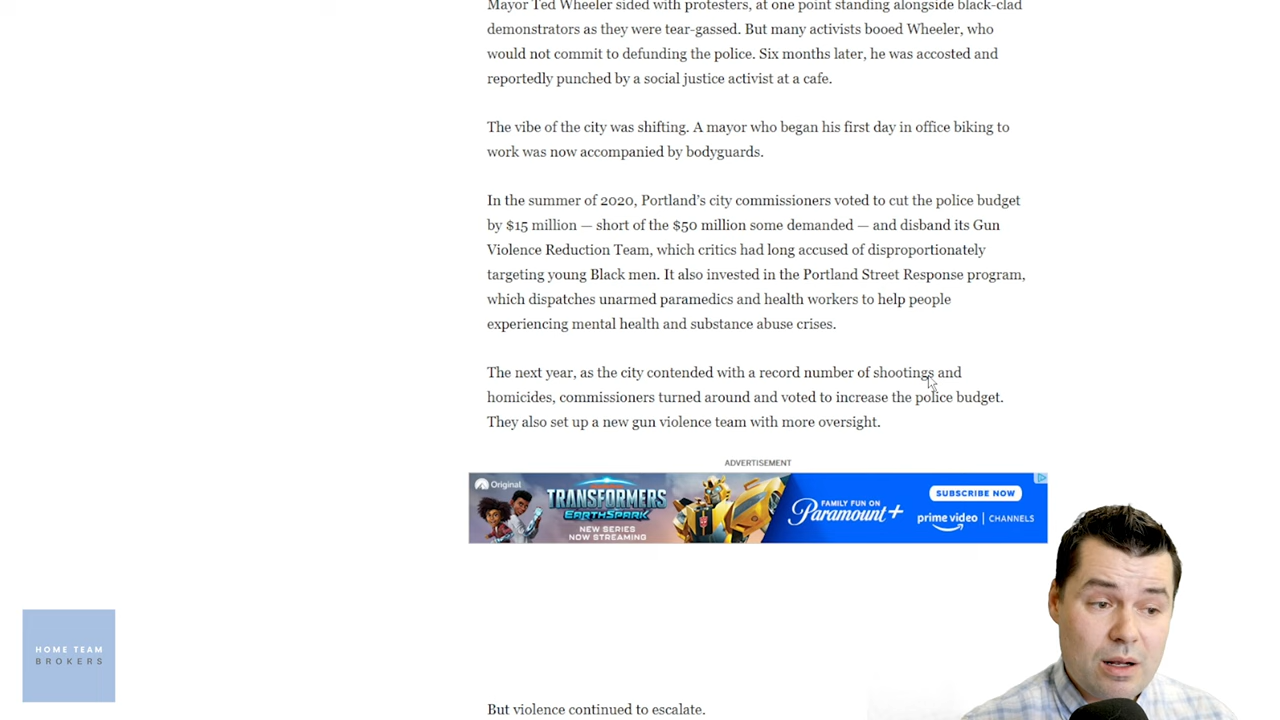 Mayor Ted Wheeler sided with protesters, at one point standing alongside black-clad
demonstrators as they were tear-gassed. But many activists booed Wheeler, who
would not commit to defunding the police. Six months later, he was accosted and
reportedly punched by a social justice activist at a cafe.
The vibe of the city was shifting. A mayor who began his first day in office biking to
work was now accompanied by bodyguards.
In the summer of 2020, Portland’s city commissioners voted to cut the police budget
by $15 million — short of the $50 million some demanded — and disband its Gun
Violence Reduction Team, which critics had long accused of disproportionately
targeting young Black men. It also invested in the Portland Street Response program,
which dispatches unarmed paramedics and health workers to help people
experiencing mental health and substance abuse crises.
The next year, as the city contended with a record number of shootings and
homicides, commissioners turned around and voted to increase the police budget.
They also set up a new gun violence team with more oversight.
ADVERTISEMENT
Original
TRANSFORMERS
EARTHSPARK
NEW SERIES
NOW STREAMING
FAMILY FUN ON
Paramount+
SUBSCRIBE NOW
prime video | CHANNELS
HOME TEAM
BROKERS
But violence continued to escalate.